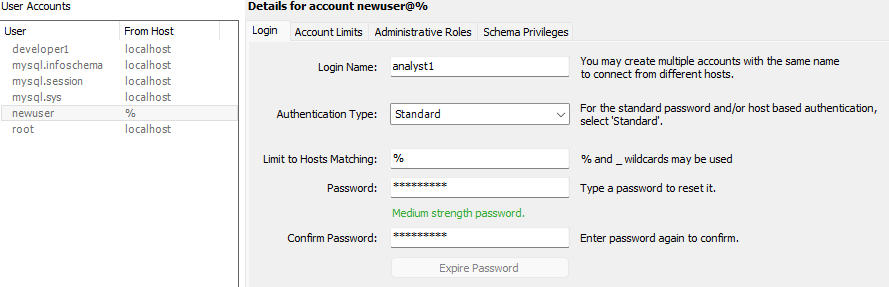 User Accounts
User From Host
developer1 localhost
mysql.infoschema localhost
mysql.session localhost
mysql.sys localhost
newuser %
root localhost
Details for account newuser@%
Login Account Limits Administrative Roles Schema Privileges
Login Name: analyst1 You may create multiple accounts with the same name
to connect from different hosts.
Authentication Type: Standard For the standard password and/or host based authentication,
select 'Standard'.
Limit to Hosts Matching: % % and _ wildcards may be used
Password: ********* Type a password to reset it.
Medium strength password.
Confirm Password: ********* Enter password again to confirm.
Expire Password